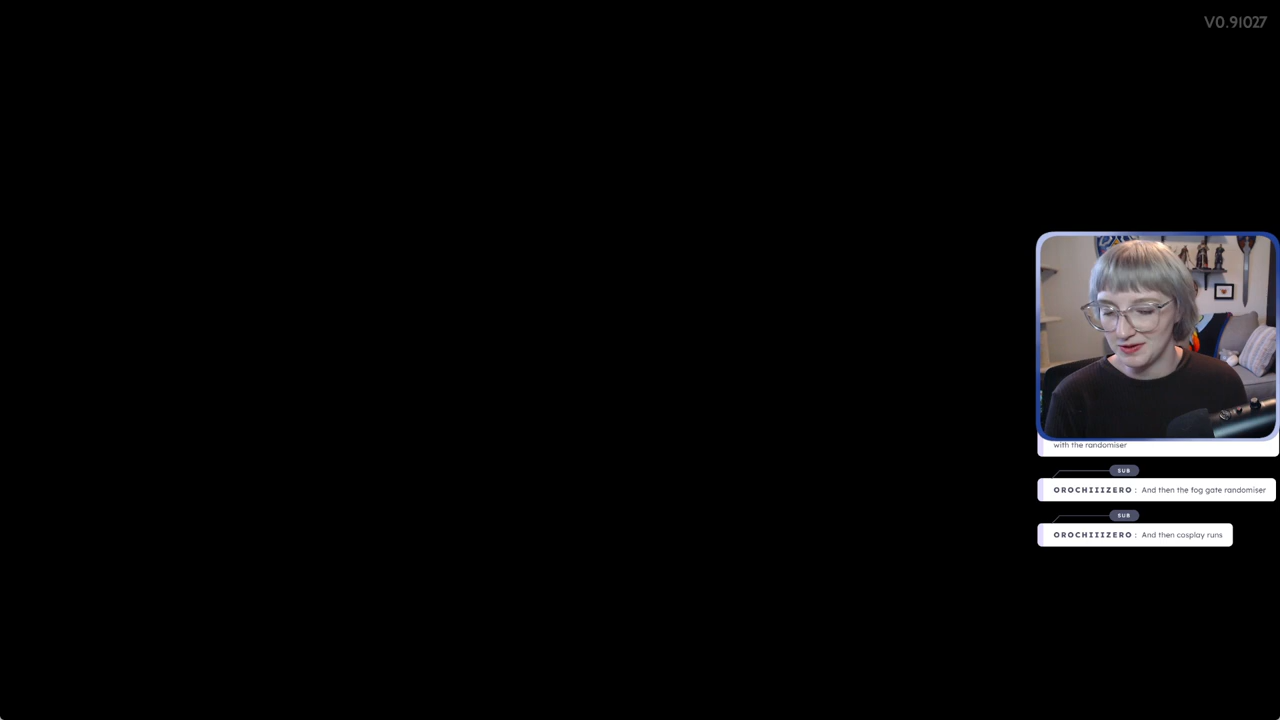 V0.91027
with the randomiser
SUB
OROCHIIIZERO: And then the fog gate randomiser
SUB
OROCHIIIZERO: And then cosplay runs